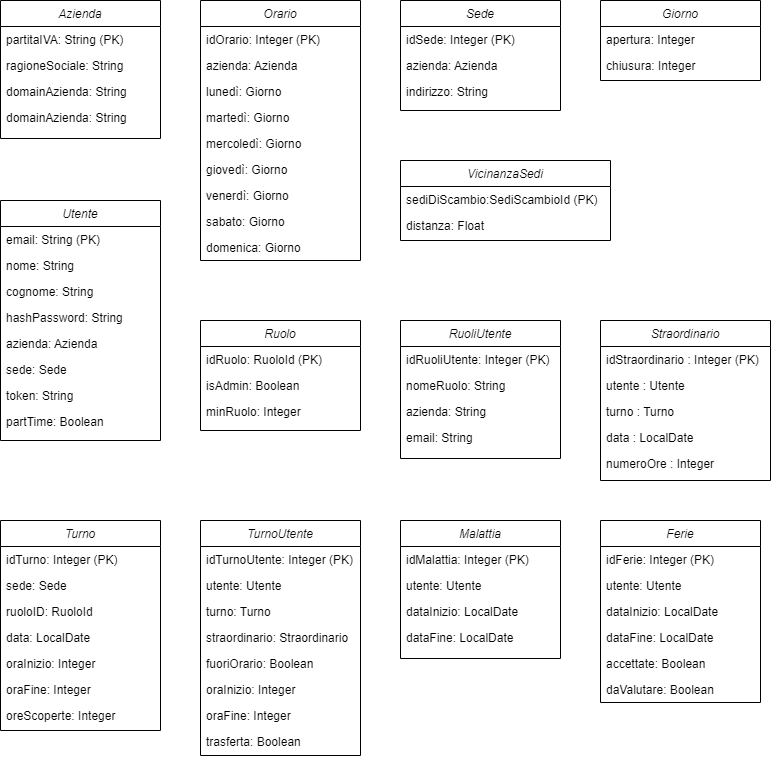 Azienda
partitaIVA: String (PK)
ragioneSociale: String
domainAzienda: String
domainAzienda: String
Orario
idOrario: Integer (PK)
azienda: Azienda
lunedì: Giorno
martedì: Giorno
mercoledì: Giorno
giovedì: Giorno
venerdì: Giorno
sabato: Giorno
domenica: Giorno
Sede
idSede: Integer (PK)
azienda: Azienda
indirizzo: String
Giorno
apertura: Integer
chiusura: Integer
VicinanzaSedi
sediDiScambio:SediScambioId (PK)
distanza: Float
Utente
email: String (PK)
nome: String
cognome: String
hashPassword: String
azienda: Azienda
sede: Sede
token: String
partTime: Boolean
Ruolo
idRuolo: RuoloId (PK)
isAdmin: Boolean
minRuolo: Integer
RuoliUtente
idRuoliUtente: Integer (PK)
nomeRuolo: String
azienda: String
email: String
Straordinario
idStraordinario : Integer (PK)
utente : Utente
turno : Turno
data : LocalDate
numeroOre : Integer
Turno
idTurno: Integer (PK)
sede: Sede
ruoloID: RuoloId
data: LocalDate
oraInizio: Integer
oraFine: Integer
oreScoperte: Integer
TurnoUtente
idTurnoUtente: Integer (PK)
utente: Utente
turno: Turno
straordinario: Straordinario
fuoriOrario: Boolean
oraInizio: Integer
oraFine: Integer
trasferta: Boolean
Malattia
idMalattia: Integer (PK)
utente: Utente
dataInizio: LocalDate
dataFine: LocalDate
Ferie
idFerie: Integer (PK)
utente: Utente
dataInizio: LocalDate
dataFine: LocalDate
accettate: Boolean
daValutare: Boolean